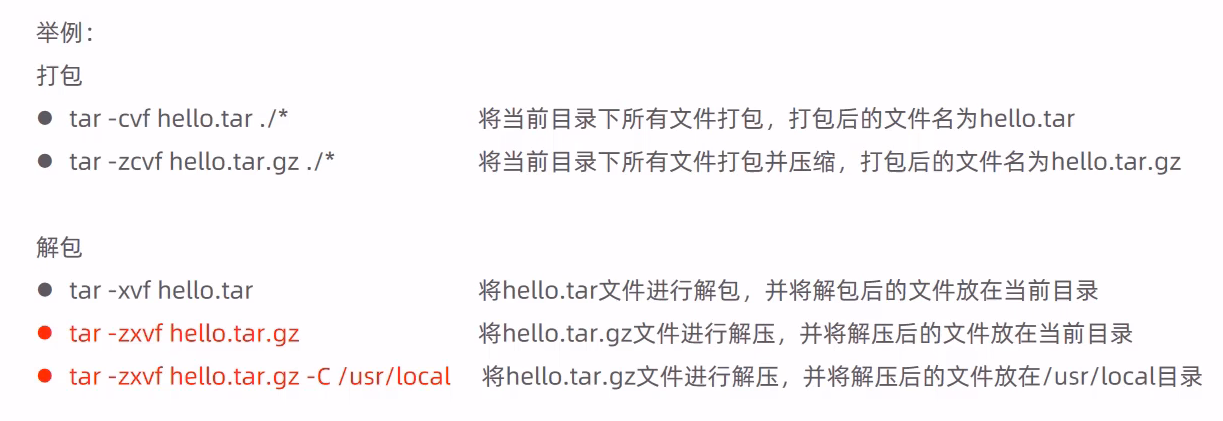 举例：
打包
● tar -cvf hello.tar ./* 将当前目录下所有文件打包，打包后的文件名为hello.tar
● tar -zcvf hello.tar.gz ./* 将当前目录下所有文件打包并压缩，打包后的文件名为hello.tar.gz
解包
● tar -xvf hello.tar 将hello.tar文件进行解包，并将解包后的文件放在当前目录
● tar -zxvf hello.tar.gz 将hello.tar.gz文件进行解压，并将解压后的文件放在当前目录
● tar -zxvf hello.tar.gz -C /usr/local 将hello.tar.gz文件进行解压，并将解压后的文件放在/usr/local目录